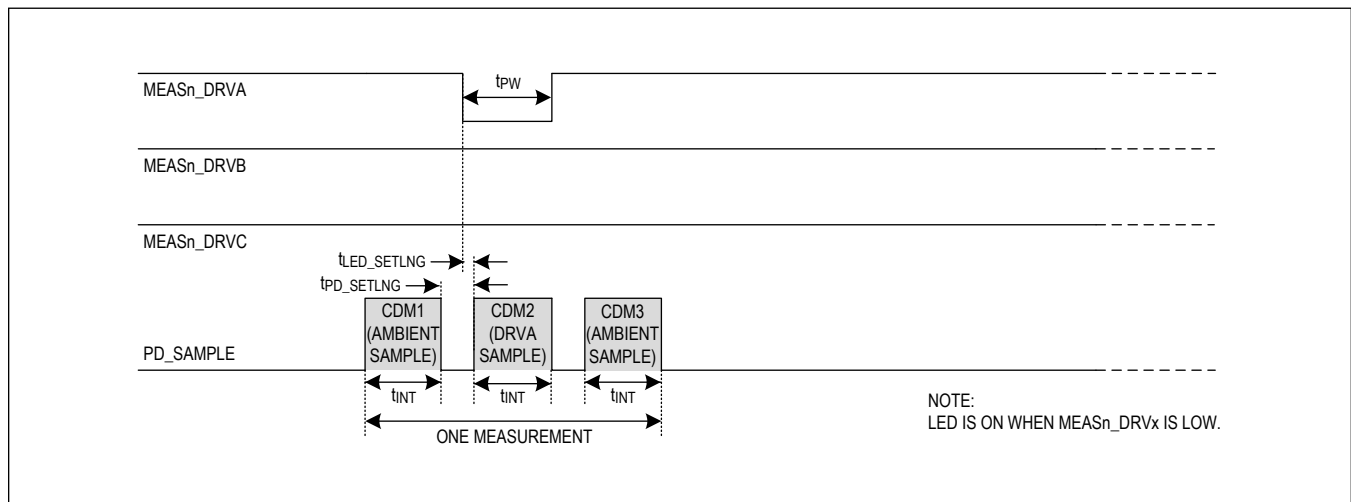 MEASn_DRVA
tPW
MEASn_DRVB
MEASn_DRVC
tLED_SETLNG
tPD_SETLNG
CDM1
(AMBIENT
SAMPLE)
CDM2
(DRVA
SAMPLE)
CDM3
(AMBIENT
SAMPLE)
PD_SAMPLE
tINT
tINT
tINT
ONE MEASUREMENT
NOTE:
LED IS ON WHEN MEASn_DRVx IS LOW.